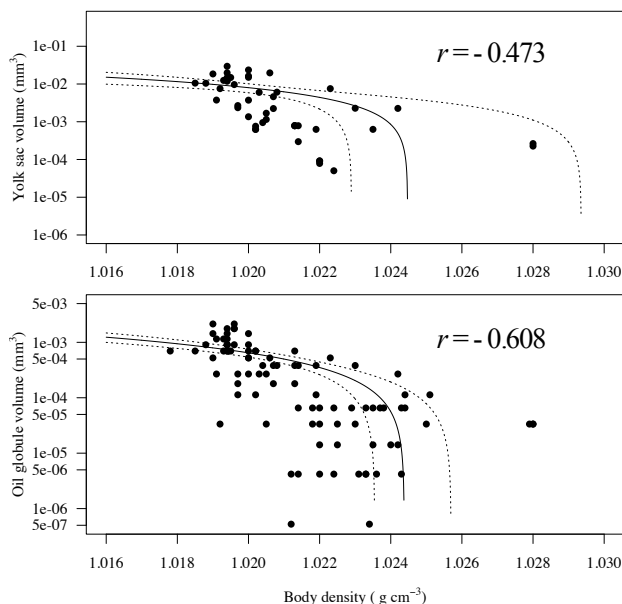 Yolk sac volume (mm³)
1e-01
1e-02
1e-03
1e-04
1e-05
1e-06
r = - 0.473
1.016 1.018 1.020 1.022 1.024 1.026 1.028 1.030
Oil globule volume (mm³)
5e-03
1e-03
5e-04
1e-04
5e-05
1e-05
5e-06
1e-06
5e-07
r = - 0.608
1.016 1.018 1.020 1.022 1.024 1.026 1.028 1.030
Body density ( g cm⁻³)